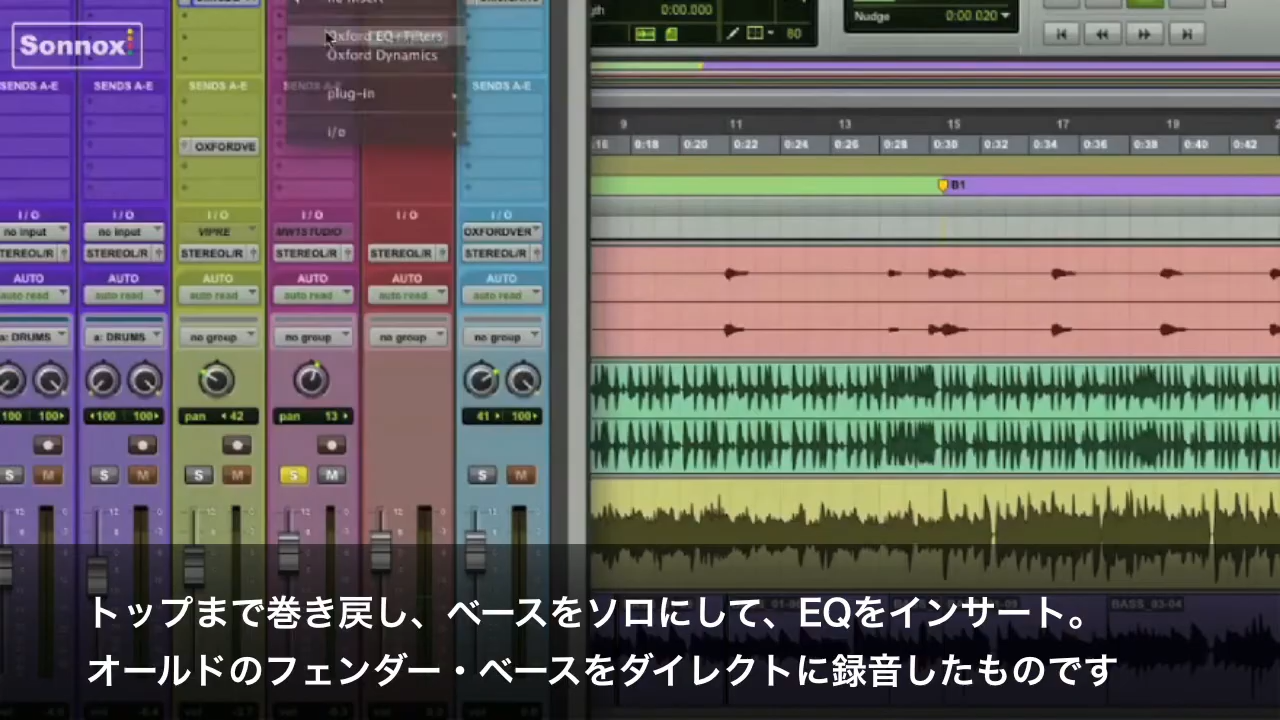 Sonnox
Oxford EQ+Filters
Oxford Dynamics
plug-in
i/o
0:00.000
80
Nudge 0:00.020
SENDS A-E SENDS A-E SENDS A-E SENDS A-E
OXFORDVE
9 11 13 15 17 19
0:18 0:20 0:22 0:24 0:26 0:28 0:30 0:32 0:34 0:36 0:38 0:40 0:42
B1
I/O I/O I/O I/O I/O I/O
no input no input VIPRE MW1STUDIO OXFORDVER
STEREOL/R STEREOL/R STEREOL/R STEREOL/R STEREOL/R
AUTO AUTO AUTO AUTO AUTO AUTO
auto read auto read auto read auto read auto read auto read
a: DRUMS a: DRUMS no group no group no group no group
100 100 100 100 pan 42 pan 13 41 100
S M S M S M S M S M
BASS_03-04
トップまで巻き戻し、ベースをソロにして、EQをインサート。
オールドのフェンダー・ベースをダイレクトに録音したものです